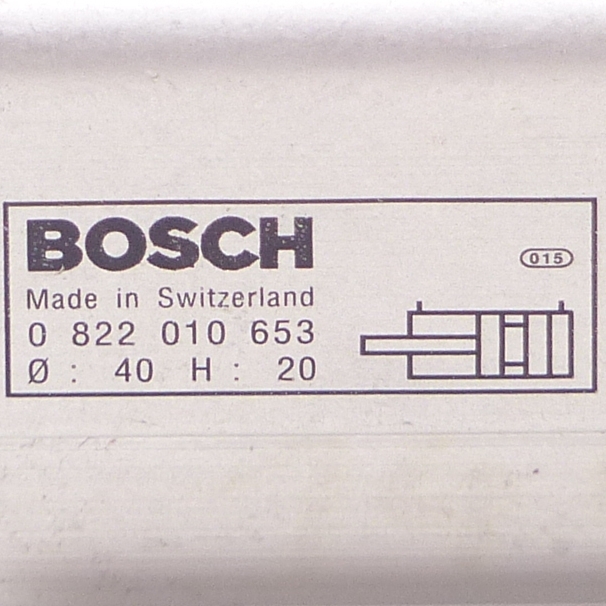 BOSCH
015
Made in Switzerland
0 822 010 653
Ø : 40 H : 20